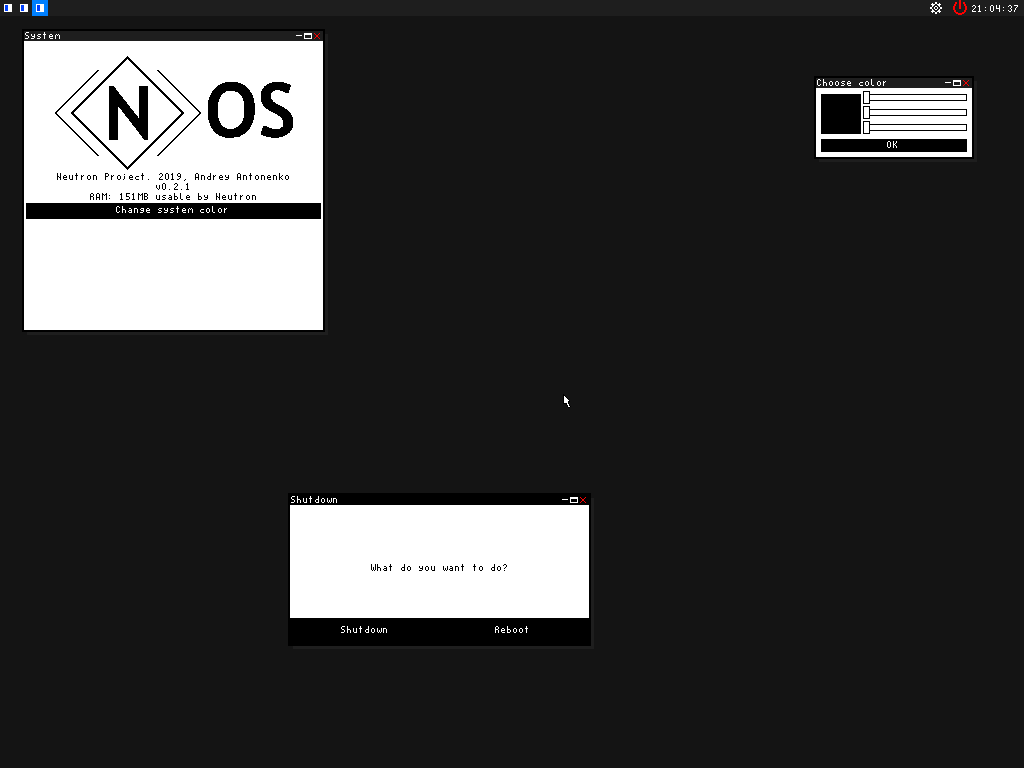 21:04:37
System
N OS
Neutron Project. 2019, Andrey Antonenko
v0.2.1
RAM: 151MB usable by Neutron
Change system color
Choose color
OK
Shutdown
What do you want to do?
Shutdown
Reboot